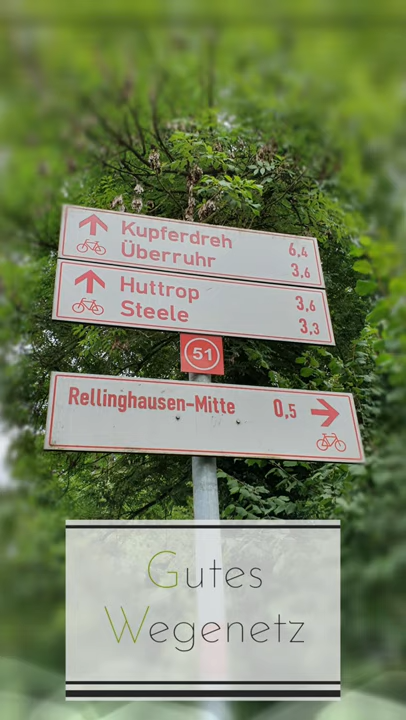 Kupferdreh 6,4
Überruhr 3,6
Huttrop 3,6
Steele 3,3
51
Rellinghausen-Mitte 0,5
Gutes
Wegenetz